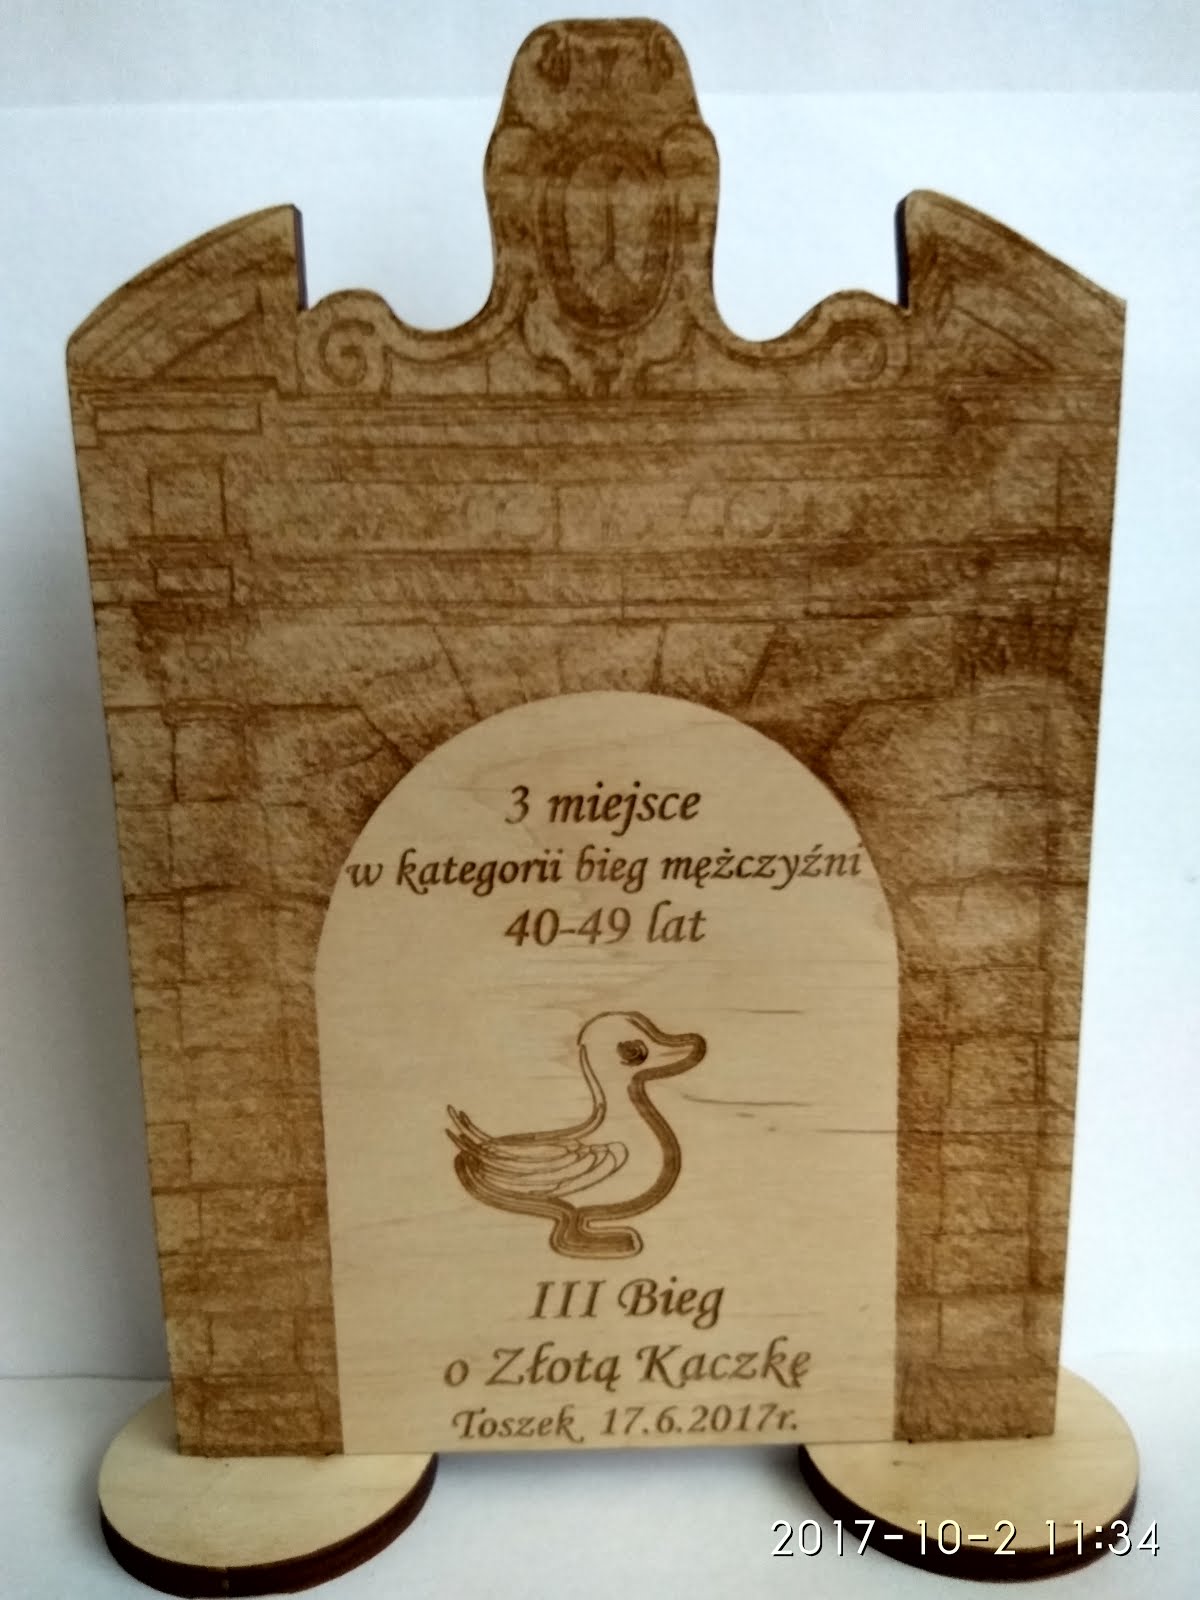 3 miejsce
w kategorii bieg mężczyźni
40-49 lat
III Bieg
o Złotą Kaczkę
Toszek 17.6.2017r.
2017-10-2 11:34